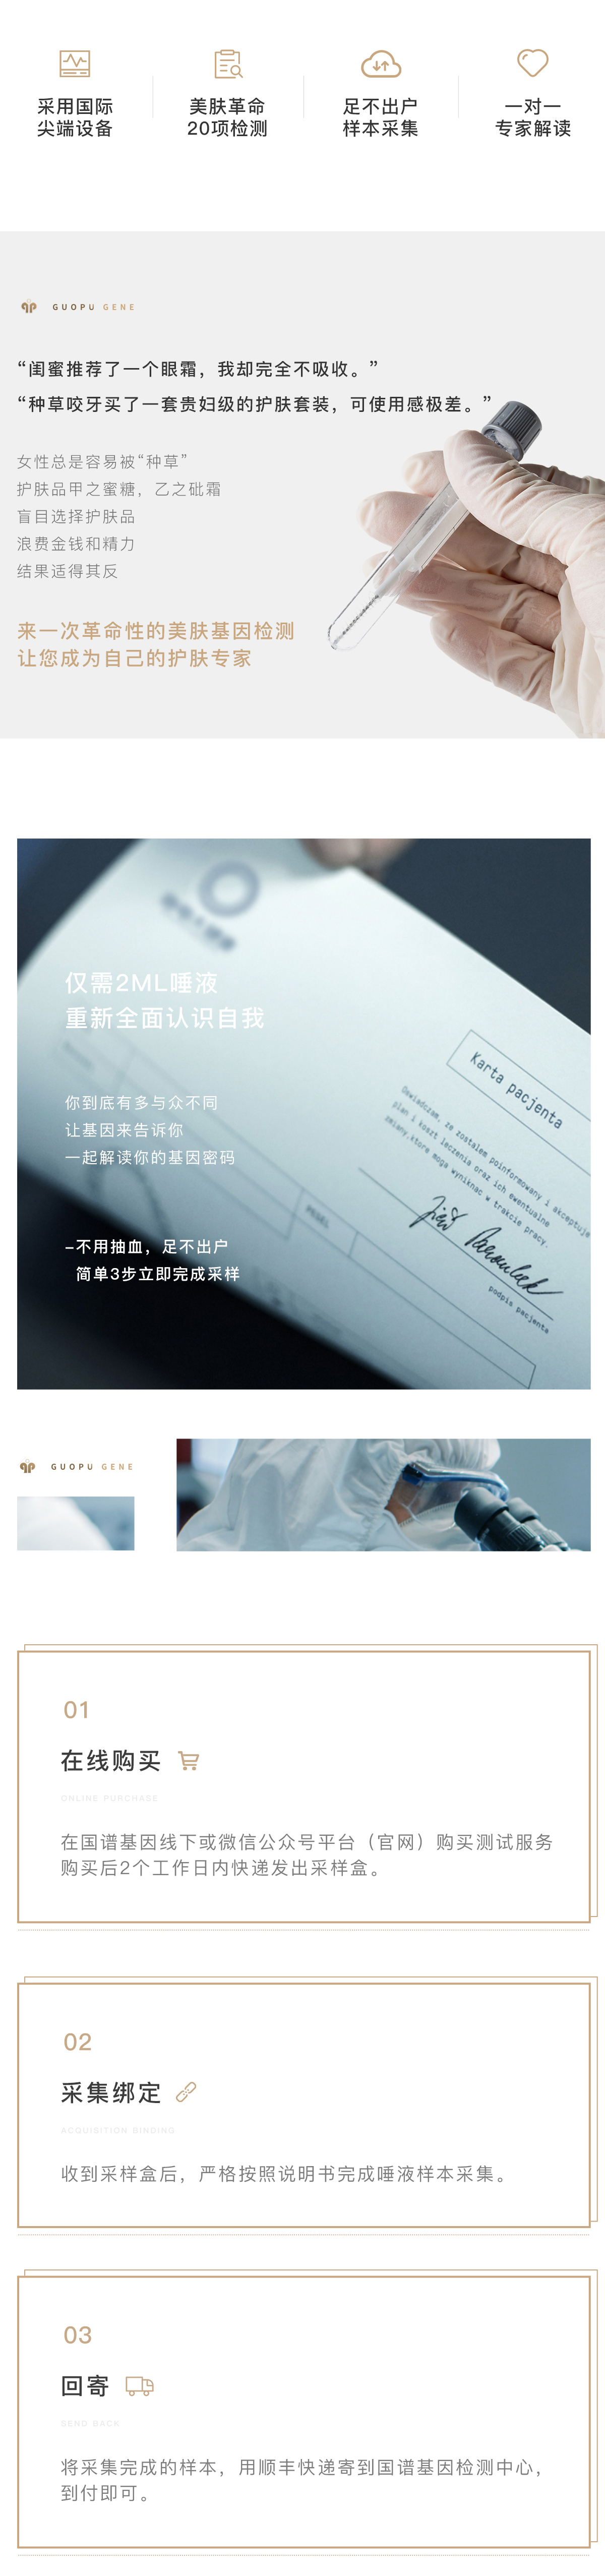 采用国际
尖端设备
美肤革命
20项检测
足不出户
样本采集
一对一
专家解读
GUOPU GENE
“闺蜜推荐了一个眼霜，我却完全不吸收。”
“种草咬牙买了一套贵妇级的护肤套装，可使用感极差。”
女性总是容易被“种草”
护肤品甲之蜜糖，乙之砒霜
盲目选择护肤品
浪费金钱和精力
结果适得其反
来一次革命性的美肤基因检测
让您成为自己的护肤专家
仅需2ML唾液
重新全面认识自我
你到底有多与众不同
让基因来告诉你
一起解读你的基因密码
–不用抽血，足不出户
简单3步立即完成采样
Karta pacjenta
Oświadczam, że zostałem poinformowany i akceptuję
plan i koszt leczenia oraz ich ewentualne
zmiany,które mogą wyniknąć w trakcie pracy.
PESEL
podpis pacjenta
GUOPU GENE
01
在线购买
ONLINE PURCHASE
在国谱基因线下或微信公众号平台（官网）购买测试服务
购买后2个工作日内快递发出采样盒。
02
采集绑定
ACQUISITION BINDING
收到采样盒后，严格按照说明书完成唾液样本采集。
03
回寄
SEND BACK
将采集完成的样本，用顺丰快递寄到国谱基因检测中心，
到付即可。